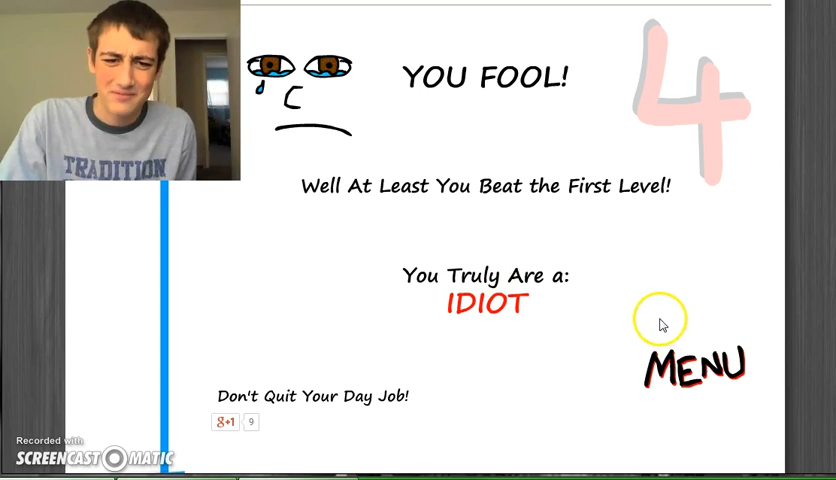 YOU FOOL!
4
Well At Least You Beat the First Level!
TRADITION
You Truly Are a:
IDIOT
MENU
Don't Quit Your Day Job!
g+1 9
Recorded with
SCREENCAST-O-MATIC